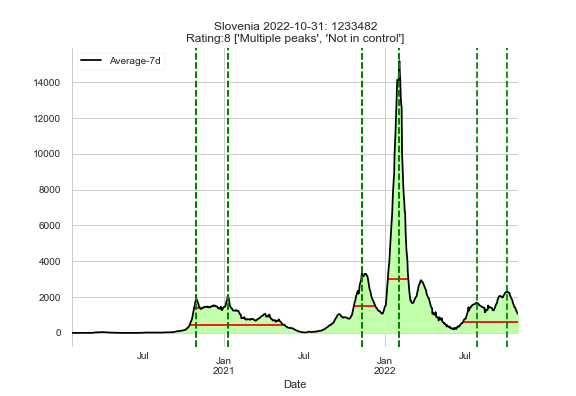 Slovenia 2022-10-31: 1233482
Rating:8 ['Multiple peaks', 'Not in control']
Average-7d
14000
12000
10000
8000
6000
4000
2000
0
Jul
Jan
2021
Jul
Jan
2022
Jul
Date